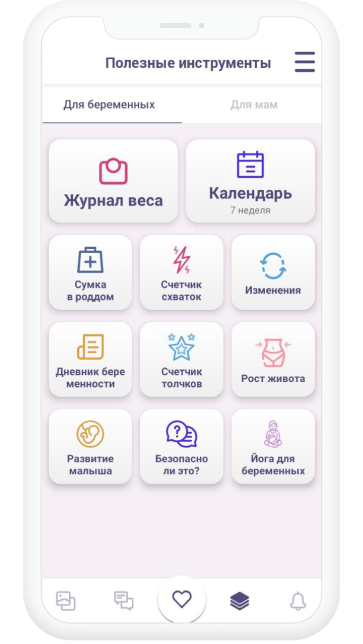 Полезные инструменты
Для беременных
Для мам
Журнал веса
Календарь
7 неделя
Сумка
в роддом
Счетчик
схваток
Изменения
Дневник бере
менности
Счетчик
толчков
Рост живота
Развитие
малыша
Безопасно
ли это?
Йога для
беременных